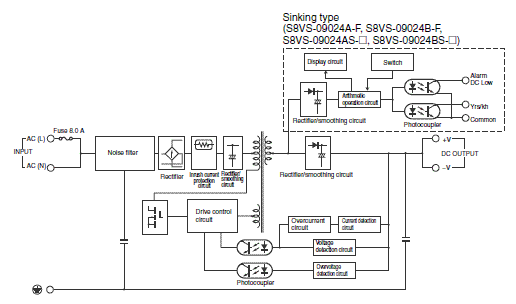 Sinking type
(S8VS-09024A-F, S8VS-09024B-F,
S8VS-09024AS-□, S8VS-09024BS-□)
Display circuit
Switch
Alarm
DC Low
Arithmetic
operation circuit
Yrs/kh
Common
Rectifier/smoothing circuit
Photocoupler
Fuse 8.0 A
AC (L)
INPUT
AC (N)
Noise filter
Rectifier
Inrush current
protection
circuit
Rectifier/
smoothing
circuit
Rectifier/smoothing circuit
+V
DC OUTPUT
−V
Drive control
circuit
Overcurrent
circuit
Current detection
circuit
Voltage
detection circuit
Overvoltage
detection circuit
Photocoupler